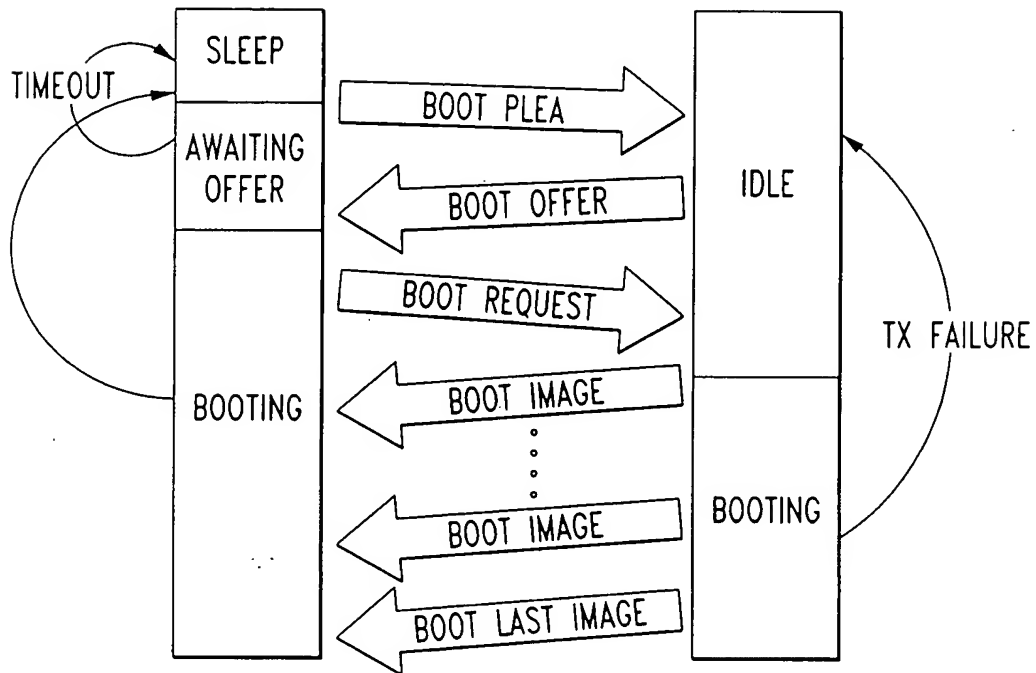 SLEEP
TIMEOUT
AWAITING
OFFER
BOOTING
BOOT PLEA
BOOT OFFER
BOOT REQUEST
BOOT IMAGE
BOOT IMAGE
BOOT LAST IMAGE
IDLE
TX FAILURE
BOOTING